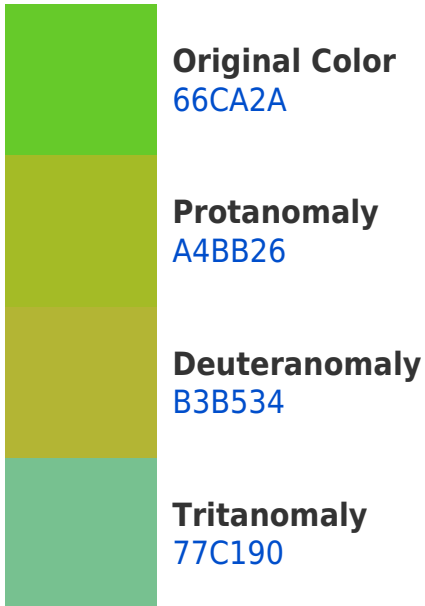 Original Color
66CA2A
Protanomaly
A4BB26
Deuteranomaly
B3B534
Tritanomaly
77C190